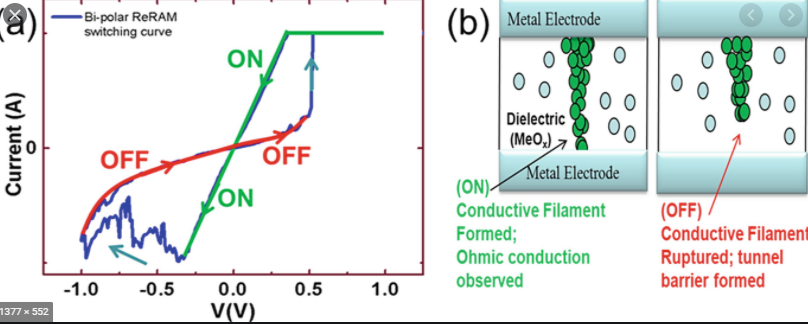 (a)
Bi-polar ReRAM
switching curve
ON
OFF
OFF
ON
Current (A)
0
-1.0 -0.5 0.0 0.5 1.0
V(V)
1377 × 552
(b)
Metal Electrode
Dielectric
(MeOx)
Metal Electrode
(ON)
Conductive Filament
Formed;
Ohmic conduction
observed
(OFF)
Conductive Filament
Ruptured; tunnel
barrier formed